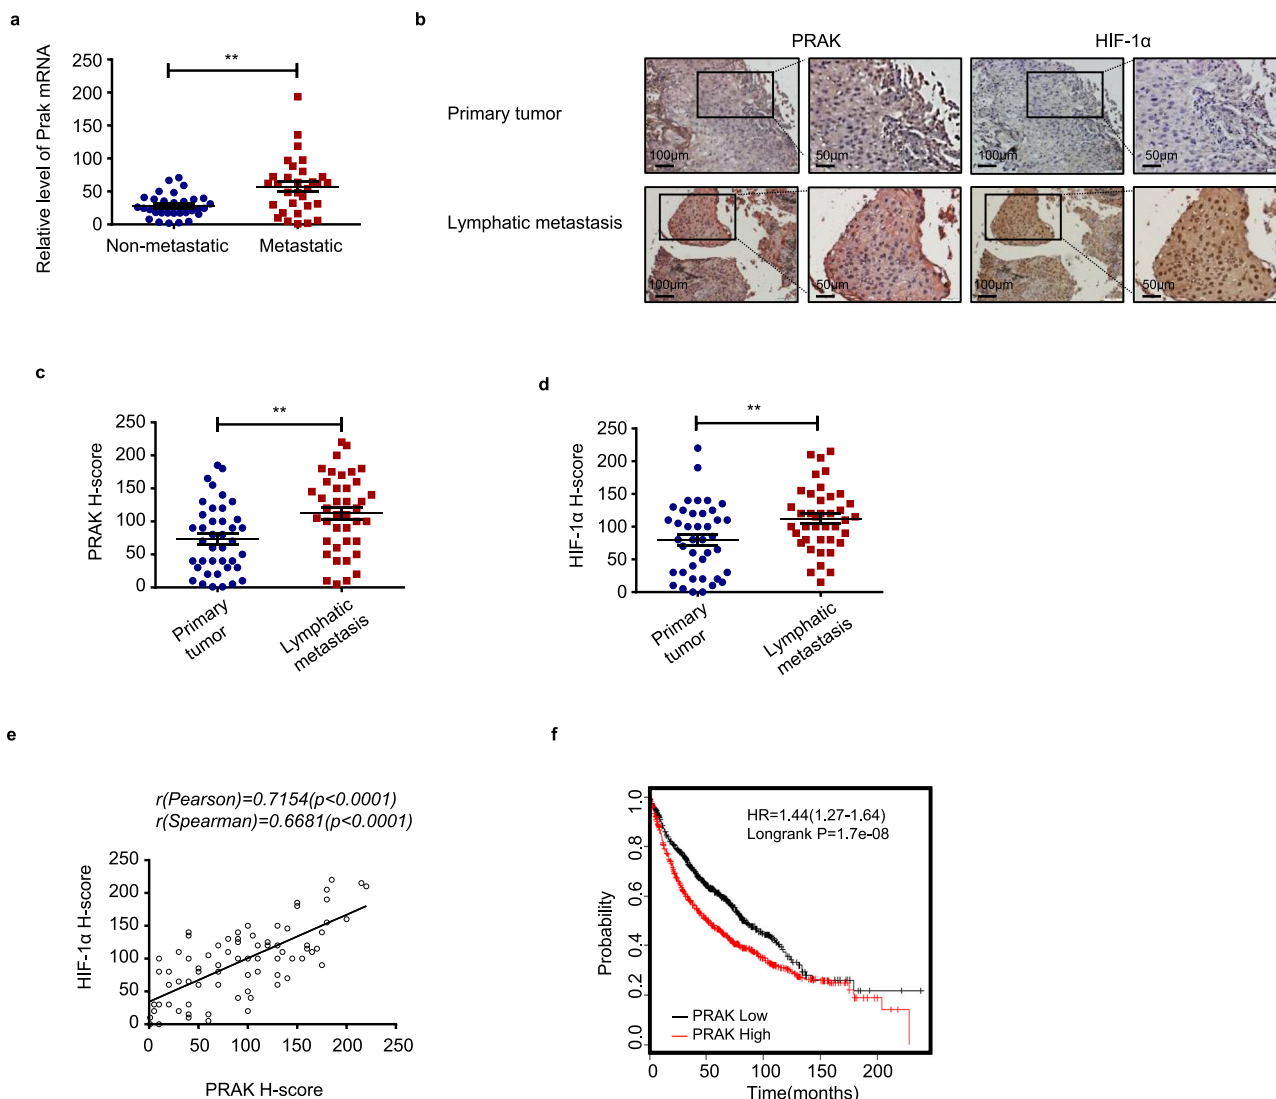 a
Relative level of Prak mRNA
250
200
150
100
50
0
**
Non-metastatic
Metastatic
b
PRAK
HIF-1α
Primary tumor
100μm
50μm
100μm
50μm
Lymphatic metastasis
100μm
50μm
100μm
50μm
c
PRAK H-score
250
200
150
100
50
0
**
Primary
tumor
Lymphatic
metastasis
d
HIF-1α H-score
250
200
150
100
50
0
**
Primary
tumor
Lymphatic
metastasis
e
r(Pearson)=0.7154(p<0.0001)
r(Spearman)=0.6681(p<0.0001)
HIF-1α H-score
250
200
150
100
50
0
0 50 100 150 200 250
PRAK H-score
f
HR=1.44(1.27-1.64)
Longrank P=1.7e-08
Probability
1.0
0.8
0.6
0.4
0.2
0.0
PRAK Low
PRAK High
0 50 100 200
Time(months)